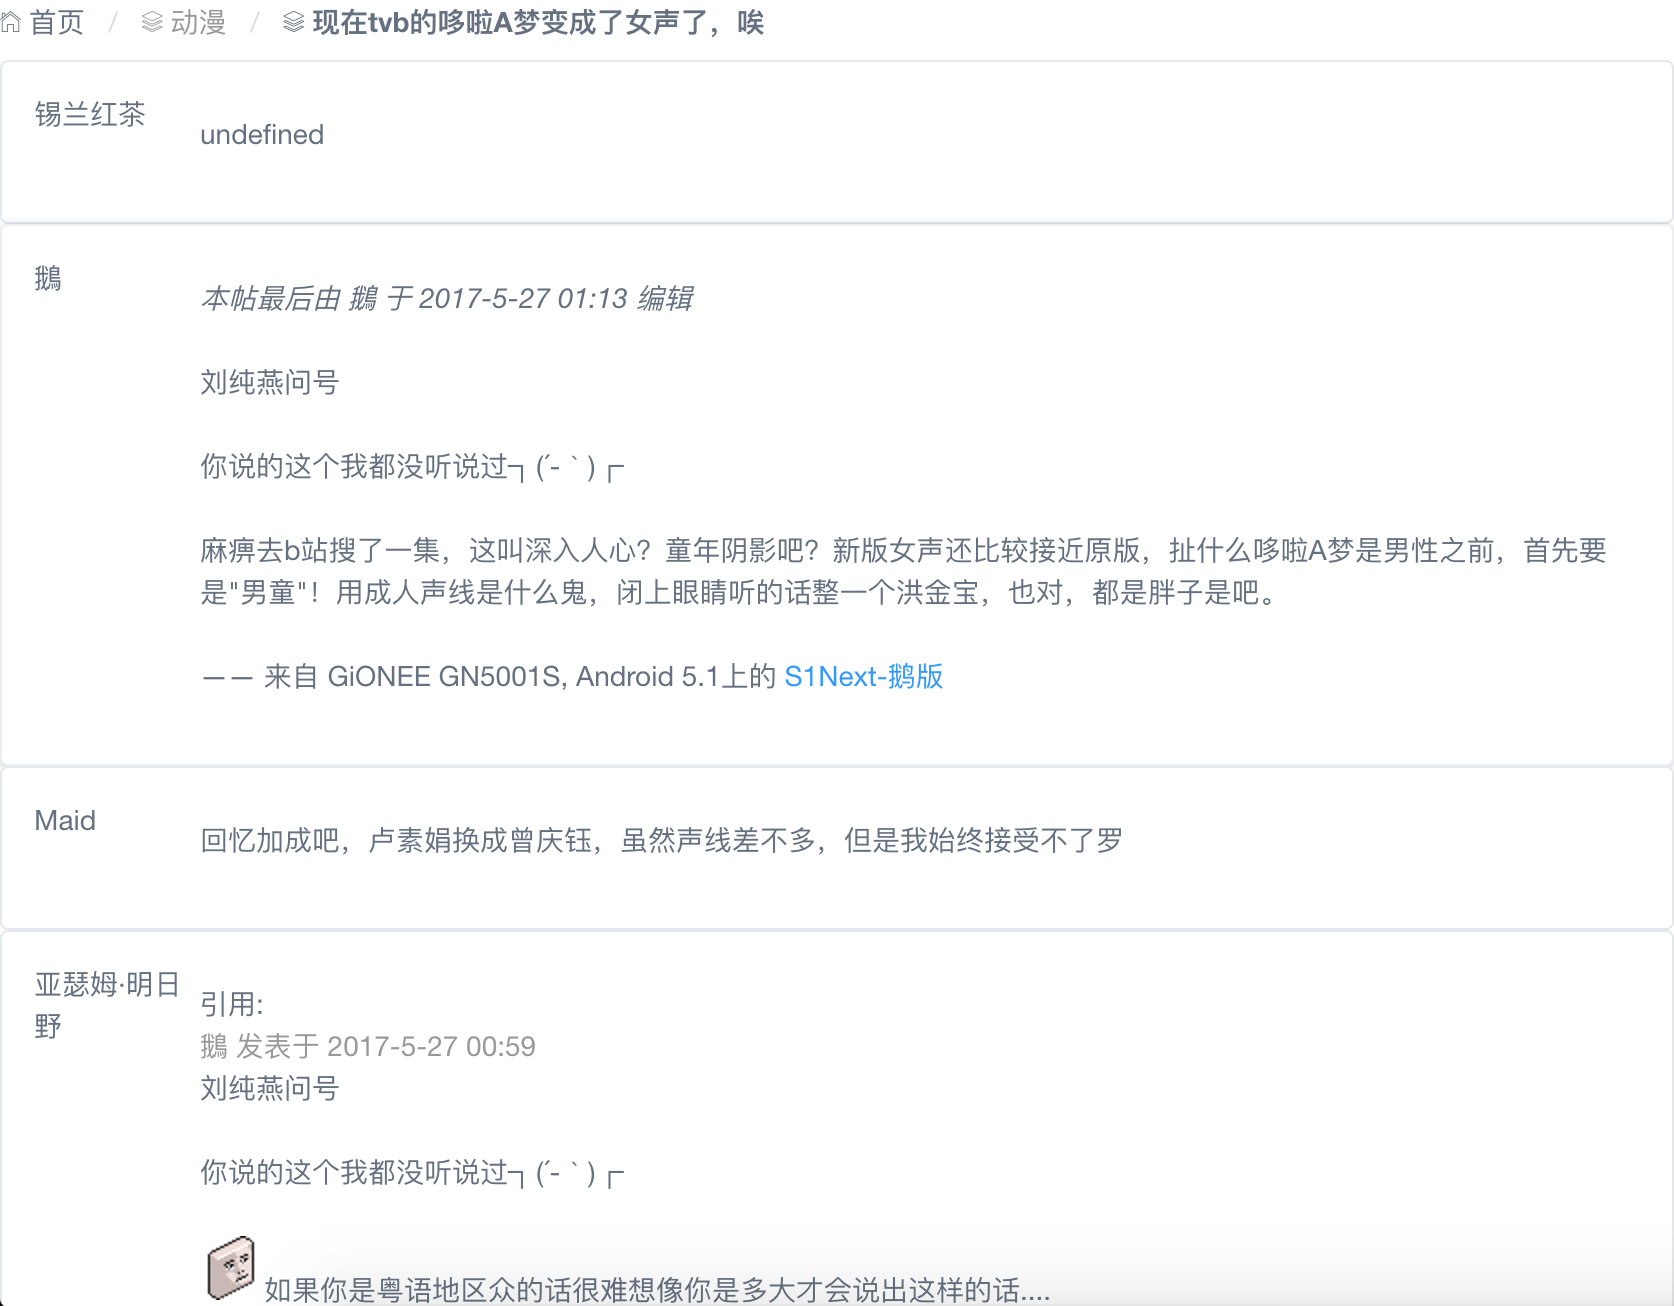 首页 / 动漫 / 现在tvb的哆啦A梦变成了女声了，唉
锡兰红茶
undefined
鵝
本帖最后由 鵝 于 2017-5-27 01:13 编辑
刘纯燕问号
你说的这个我都没听说过┐(´-｀)┌
麻痹去b站搜了一集，这叫深入人心？童年阴影吧？新版女声还比较接近原版，扯什么哆啦A梦是男性之前，首先要
是"男童"！用成人声线是什么鬼，闭上眼睛听的话整一个洪金宝，也对，都是胖子是吧。
—— 来自 GiONEE GN5001S, Android 5.1上的 S1Next-鹅版
Maid
回忆加成吧，卢素娟换成曾庆钰，虽然声线差不多，但是我始终接受不了罗
亚瑟姆·明日
野
引用:
鵝 发表于 2017-5-27 00:59
刘纯燕问号
你说的这个我都没听说过┐(´-｀)┌
如果你是粤语地区众的话很难想像你是多大才会说出这样的话....